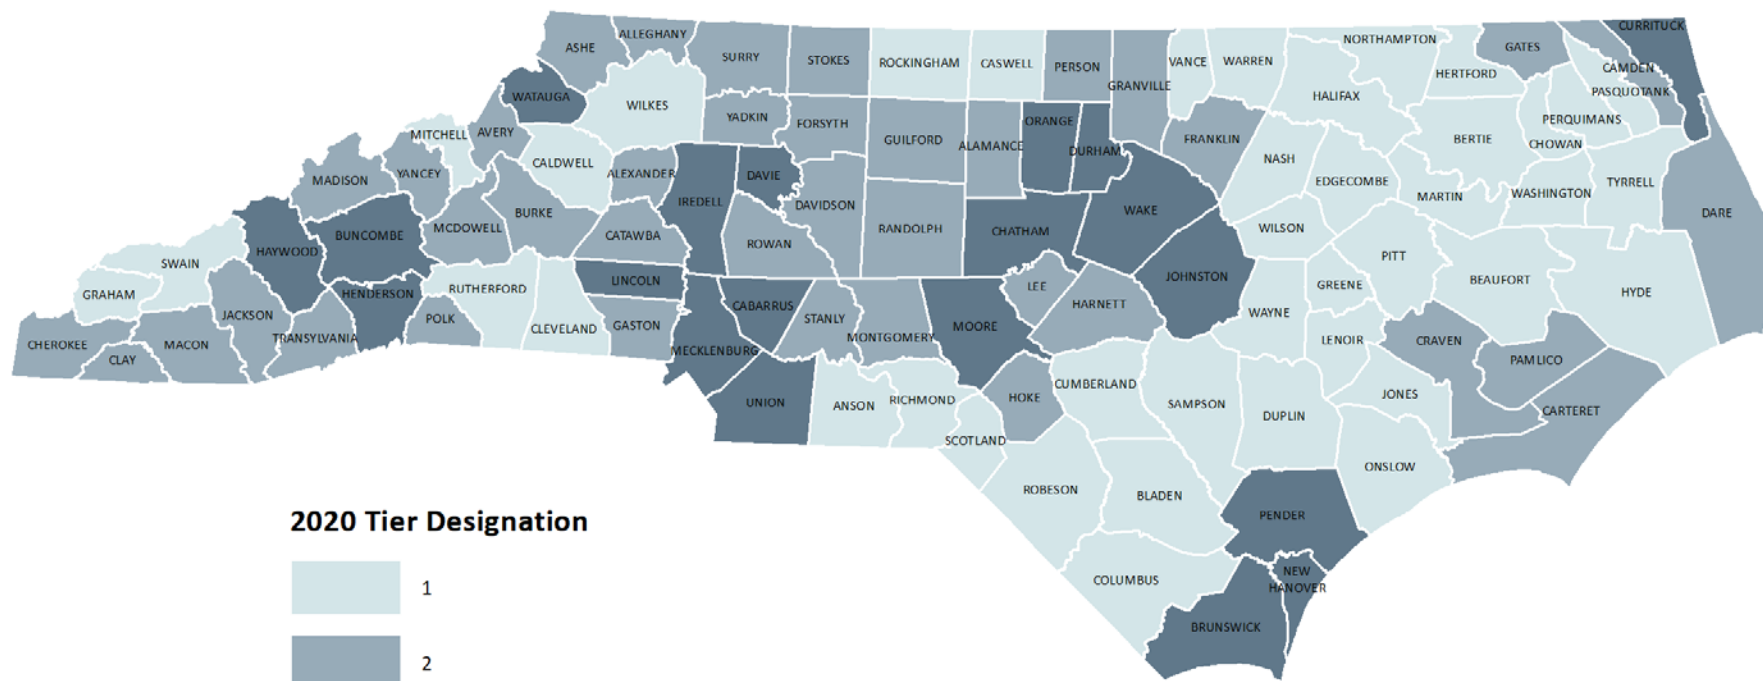 CURRITUCK
ALLEGHANY
ASHE
NORTHAMPTON
GATES
SURRY
STOKES
ROCKINGHAM
CASWELL
PERSON
VANCE
WARREN
HERTFORD
CAMDEN
GRANVILLE
PASQUOTANK
WATAUGA
WILKES
HALIFAX
YADKIN
FORSYTH
ORANGE
PERQUIMANS
MITCHELL
AVERY
GUILFORD
ALAMANCE
DURHAM
FRANKLIN
BERTIE
CHOWAN
CALDWELL
NASH
MADISON
YANCEY
ALEXANDER
DAVIE
EDGECOMBE
TYRRELL
IREDELL
DAVIDSON
WAKE
MARTIN
WASHINGTON
BURKE
DARE
BUNCOMBE
MCDOWELL
CATAWBA
ROWAN
RANDOLPH
CHATHAM
WILSON
HAYWOOD
SWAIN
PITT
JOHNSTON
LINCOLN
BEAUFORT
GRAHAM
HENDERSON
RUTHERFORD
LEE
GREENE
HYDE
CABARRUS
HARNETT
JACKSON
POLK
STANLY
WAYNE
CLEVELAND
GASTON
MOORE
CHEROKEE
MACON
TRANSYLVANIA
MONTGOMERY
LENOIR
CRAVEN
CLAY
MECKLENBURG
PAMLICO
CUMBERLAND
UNION
ANSON
RICHMOND
HOKE
SAMPSON
JONES
DUPLIN
CARTERET
SCOTLAND
ONSLOW
ROBESON
BLADEN
PENDER
2020 Tier Designation
NEW
HANOVER
COLUMBUS
1
BRUNSWICK
2